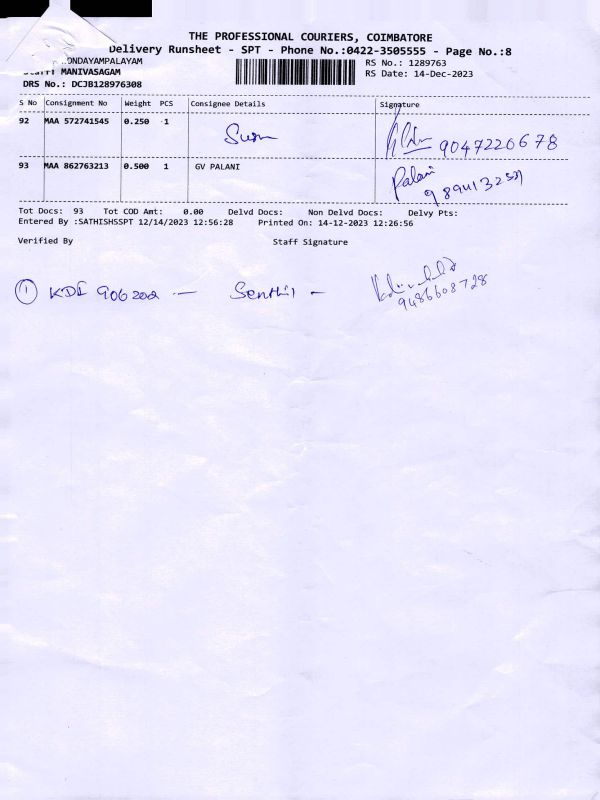 THE PROFESSIONAL COURIERS, COIMBATORE
Delivery Runsheet - SPT - Phone No.:0422-3505555 - Page No.:8
ONDAYAMPALAYAM
RS No.: 1289763
MANIVASAGAM
RS Date: 14-Dec-2023
DRS No.: DCJB128976308
S No Consignment No Weight PCS Consignee Details Signature
92 MAA 572741545 0.250 1 9047220678
93 MAA 862763213 0.500 1 GV PALANI Palani
Tot Docs: 93 Tot COD Amt: 0.00 Delvd Docs: Non Delvd Docs: Delvy Pts:
Entered By :SATHISHSSPT 12/14/2023 12:56:28 Printed On: 14-12-2023 12:26:56
Verified By Staff Signature
1 KDI 906202 — Senthil —
9486608728